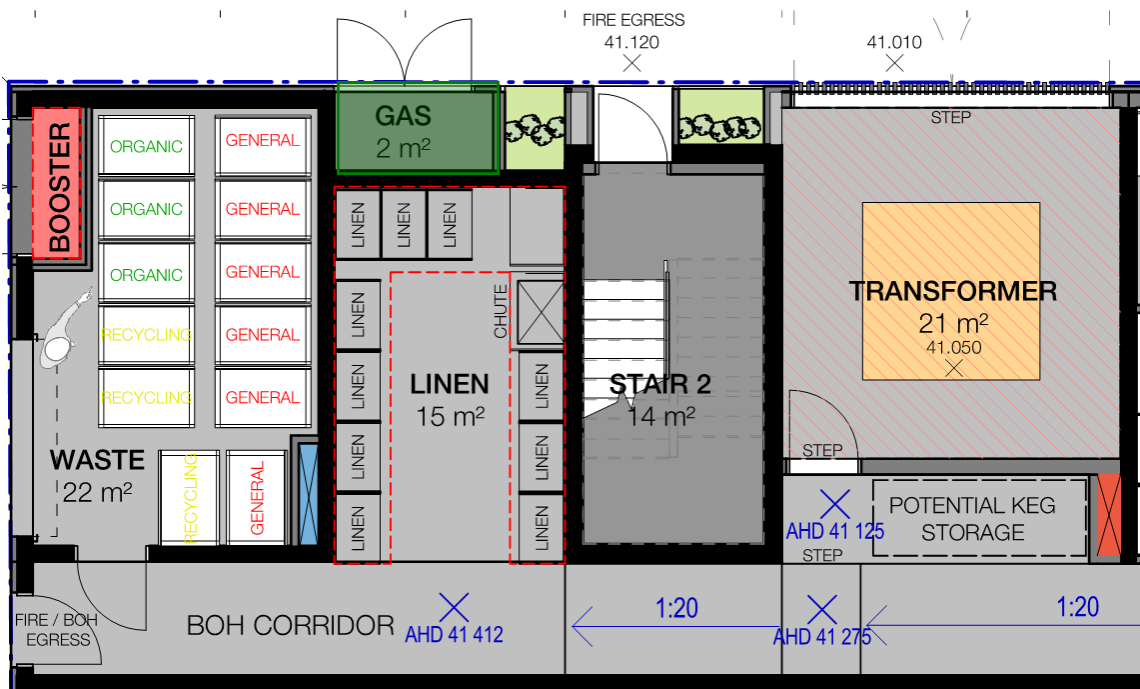 FIRE EGRESS
41.120
41.010
STEP
BOOSTER
ORGANIC
GENERAL
ORGANIC
GENERAL
ORGANIC
GENERAL
RECYCLING
GENERAL
RECYCLING
GENERAL
RECYCLING
GENERAL
WASTE
22 m²
GAS
2 m²
LINEN
LINEN
LINEN
LINEN
LINEN
LINEN
LINEN
CHUTE
LINEN
LINEN
LINEN
LINEN
15 m²
STAIR 2
14 m²
TRANSFORMER
21 m²
41.050
STEP
AHD 41 125
POTENTIAL KEG
STORAGE
STEP
FIRE / BOH
EGRESS
BOH CORRIDOR
AHD 41 412
1:20
AHD 41 275
1:20